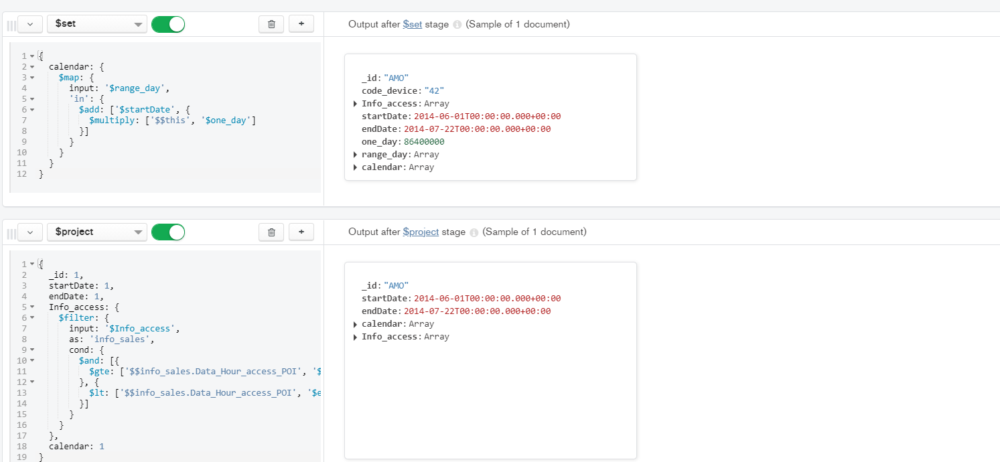 $set
+
Output after $set stage (Sample of 1 document)
1 {
2 calendar: {
3 $map: {
4 input: '$range_day',
5 'in': {
6 $add: ['$startDate', {
7 $multiply: ['$$this', '$one_day']
8 }]
9 }
10 }
11 }
12 }
_id: "AMO"
code_device: "42"
Info_access: Array
startDate: 2014-06-01T00:00:00.000+00:00
endDate: 2014-07-22T00:00:00.000+00:00
one_day: 86400000
range_day: Array
calendar: Array
$project
+
Output after $project stage (Sample of 1 document)
1 {
2 _id: 1,
3 startDate: 1,
4 endDate: 1,
5 Info_access: {
6 $filter: {
7 input: '$Info_access',
8 as: 'info_sales',
9 cond: {
10 $and: [{
11 $gte: ['$$info_sales.Data_Hour_access_POI', '$
12 }, {
13 $lt: ['$$info_sales.Data_Hour_access_POI', '$e
14 }]
15 }
16 }
17 },
18 calendar: 1
19 }
_id: "AMO"
startDate: 2014-06-01T00:00:00.000+00:00
endDate: 2014-07-22T00:00:00.000+00:00
calendar: Array
Info_access: Array